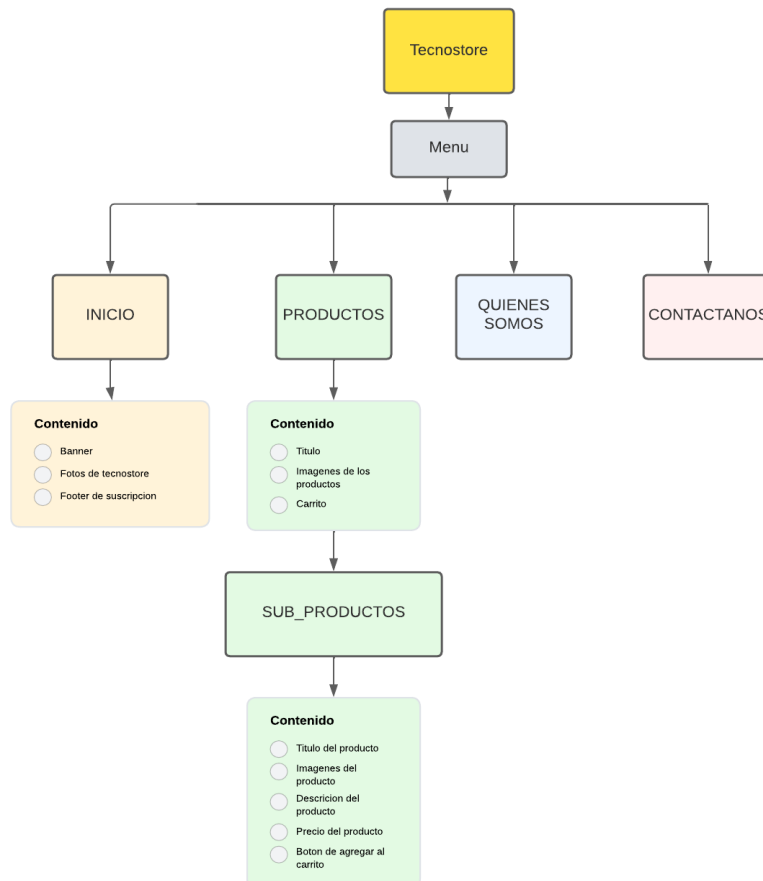 Tecnostore
Menu
INICIO
PRODUCTOS
QUIENES
SOMOS
CONTACTANOS
Contenido
Banner
Fotos de tecnostore
Footer de suscripcion
Contenido
Titulo
Imagenes de los
productos
Carrito
SUB_PRODUCTOS
Contenido
Titulo del producto
Imagenes del
producto
Descricion del
producto
Precio del producto
Boton de agregar al
carrito